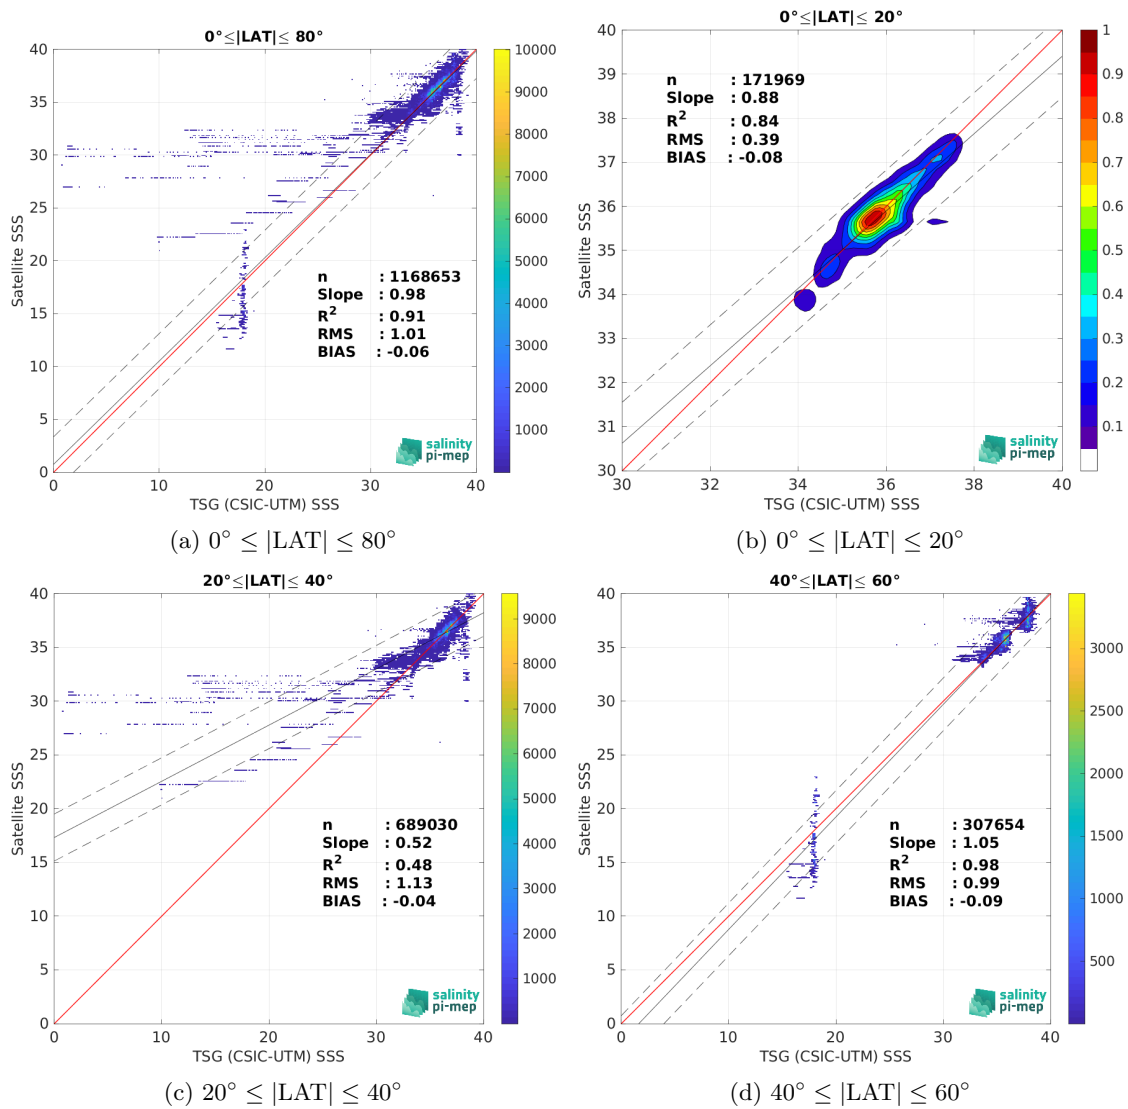 0°≤|LAT|≤ 80°
40
35
30
25
20
15
10
5
0
Satellite SSS
n : 1168653
Slope : 0.98
R² : 0.91
RMS : 1.01
BIAS : -0.06
salinity
pi-mep
0 10 20 30 40
TSG (CSIC-UTM) SSS
10000
9000
8000
7000
6000
5000
4000
3000
2000
1000
(a) 0° ≤ |LAT| ≤ 80°
0°≤|LAT|≤ 20°
40
39
38
37
36
35
34
33
32
31
30
Satellite SSS
n : 171969
Slope : 0.88
R² : 0.84
RMS : 0.39
BIAS : -0.08
salinity
pi-mep
30 32 34 36 38 40
TSG (CSIC-UTM) SSS
1
0.9
0.8
0.7
0.6
0.5
0.4
0.3
0.2
0.1
(b) 0° ≤ |LAT| ≤ 20°
20°≤|LAT|≤ 40°
40
35
30
25
20
15
10
5
0
Satellite SSS
n : 689030
Slope : 0.52
R² : 0.48
RMS : 1.13
BIAS : -0.04
salinity
pi-mep
0 10 20 30 40
TSG (CSIC-UTM) SSS
9000
8000
7000
6000
5000
4000
3000
2000
1000
(c) 20° ≤ |LAT| ≤ 40°
40°≤|LAT|≤ 60°
40
35
30
25
20
15
10
5
0
Satellite SSS
n : 307654
Slope : 1.05
R² : 0.98
RMS : 0.99
BIAS : -0.09
salinity
pi-mep
0 10 20 30 40
TSG (CSIC-UTM) SSS
3000
2500
2000
1500
1000
500
(d) 40° ≤ |LAT| ≤ 60°